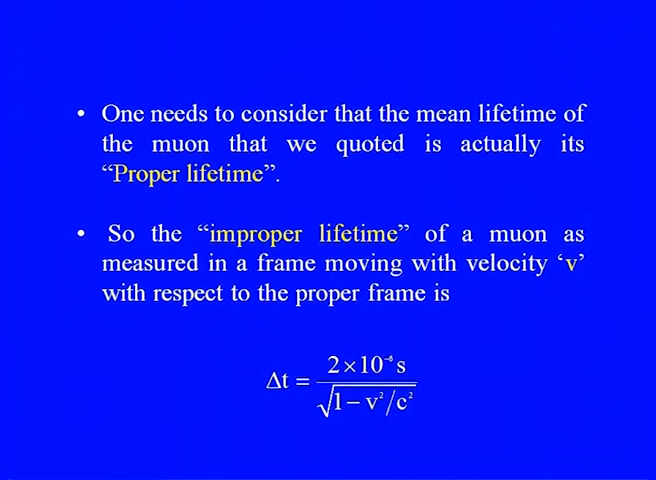 • One needs to consider that the mean lifetime of
the muon that we quoted is actually its
“Proper lifetime”.
• So the “improper lifetime” of a muon as
measured in a frame moving with velocity ‘v’
with respect to the proper frame is
Δt = 2×10⁻⁶ s / √(1 − v²/c²)